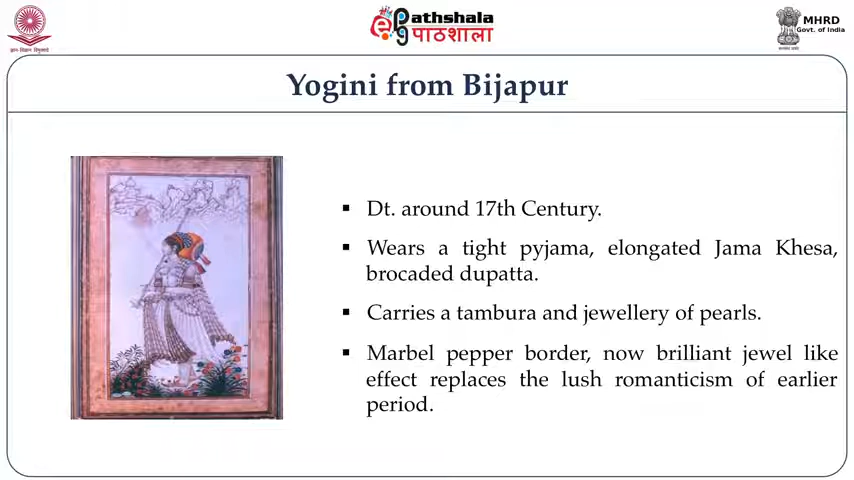 ePathshala
पाठशाला
MHRD
Govt. of India
Yogini from Bijapur
▪ Dt. around 17th Century.
▪ Wears a tight pyjama, elongated Jama Khesa,
brocaded dupatta.
▪ Carries a tambura and jewellery of pearls.
▪ Marbel pepper border, now brilliant jewel like
effect replaces the lush romanticism of earlier
period.